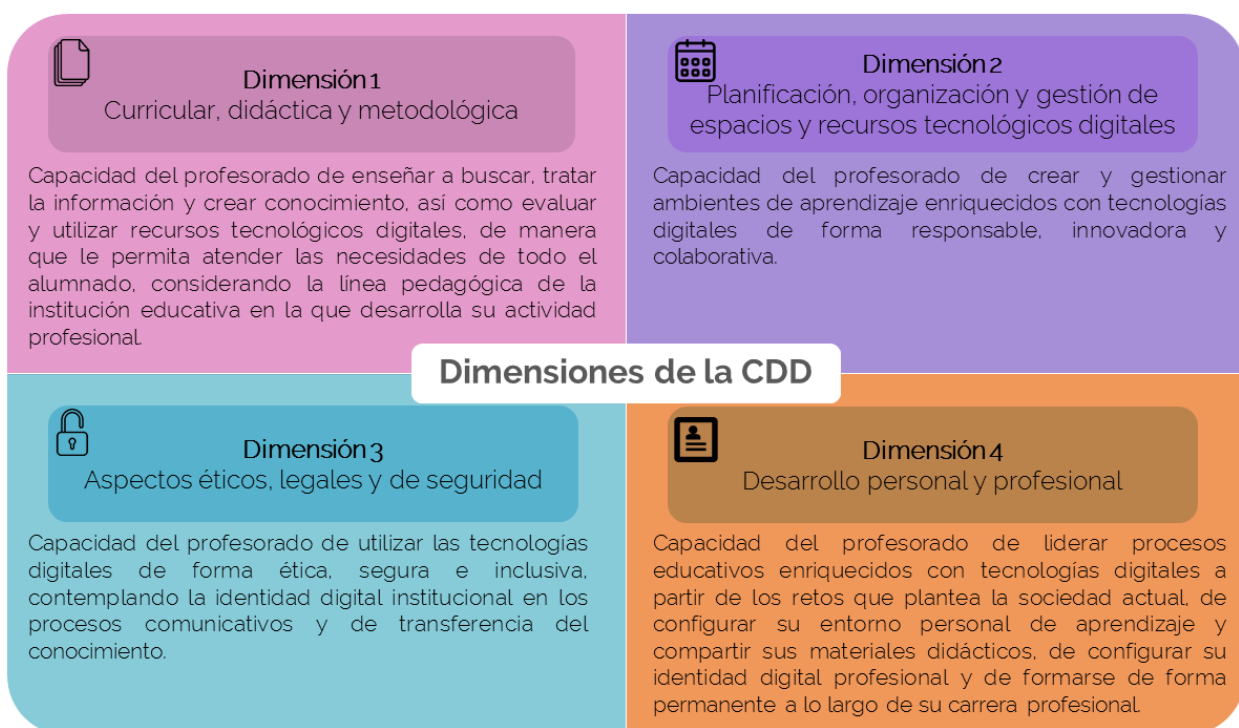 Dimensión 1
Curricular, didáctica y metodológica
Capacidad del profesorado de enseñar a buscar, tratar
la información y crear conocimiento, así como evaluar
y utilizar recursos tecnológicos digitales, de manera
que le permita atender las necesidades de todo el
alumnado, considerando la línea pedagógica de la
institución educativa en la que desarrolla su actividad
profesional.
Dimensión 2
Planificación, organización y gestión de
espacios y recursos tecnológicos digitales
Capacidad del profesorado de crear y gestionar
ambientes de aprendizaje enriquecidos con tecnologías
digitales de forma responsable, innovadora y
colaborativa.
Dimensiones de la CDD
Dimensión 3
Aspectos éticos, legales y de seguridad
Capacidad del profesorado de utilizar las tecnologías
digitales de forma ética, segura e inclusiva,
contemplando la identidad digital institucional en los
procesos comunicativos y de transferencia del
conocimiento.
Dimensión 4
Desarrollo personal y profesional
Capacidad del profesorado de liderar procesos
educativos enriquecidos con tecnologías digitales a
partir de los retos que plantea la sociedad actual, de
configurar su entorno personal de aprendizaje y
compartir sus materiales didácticos, de configurar su
identidad digital profesional y de formarse de forma
permanente a lo largo de su carrera profesional.